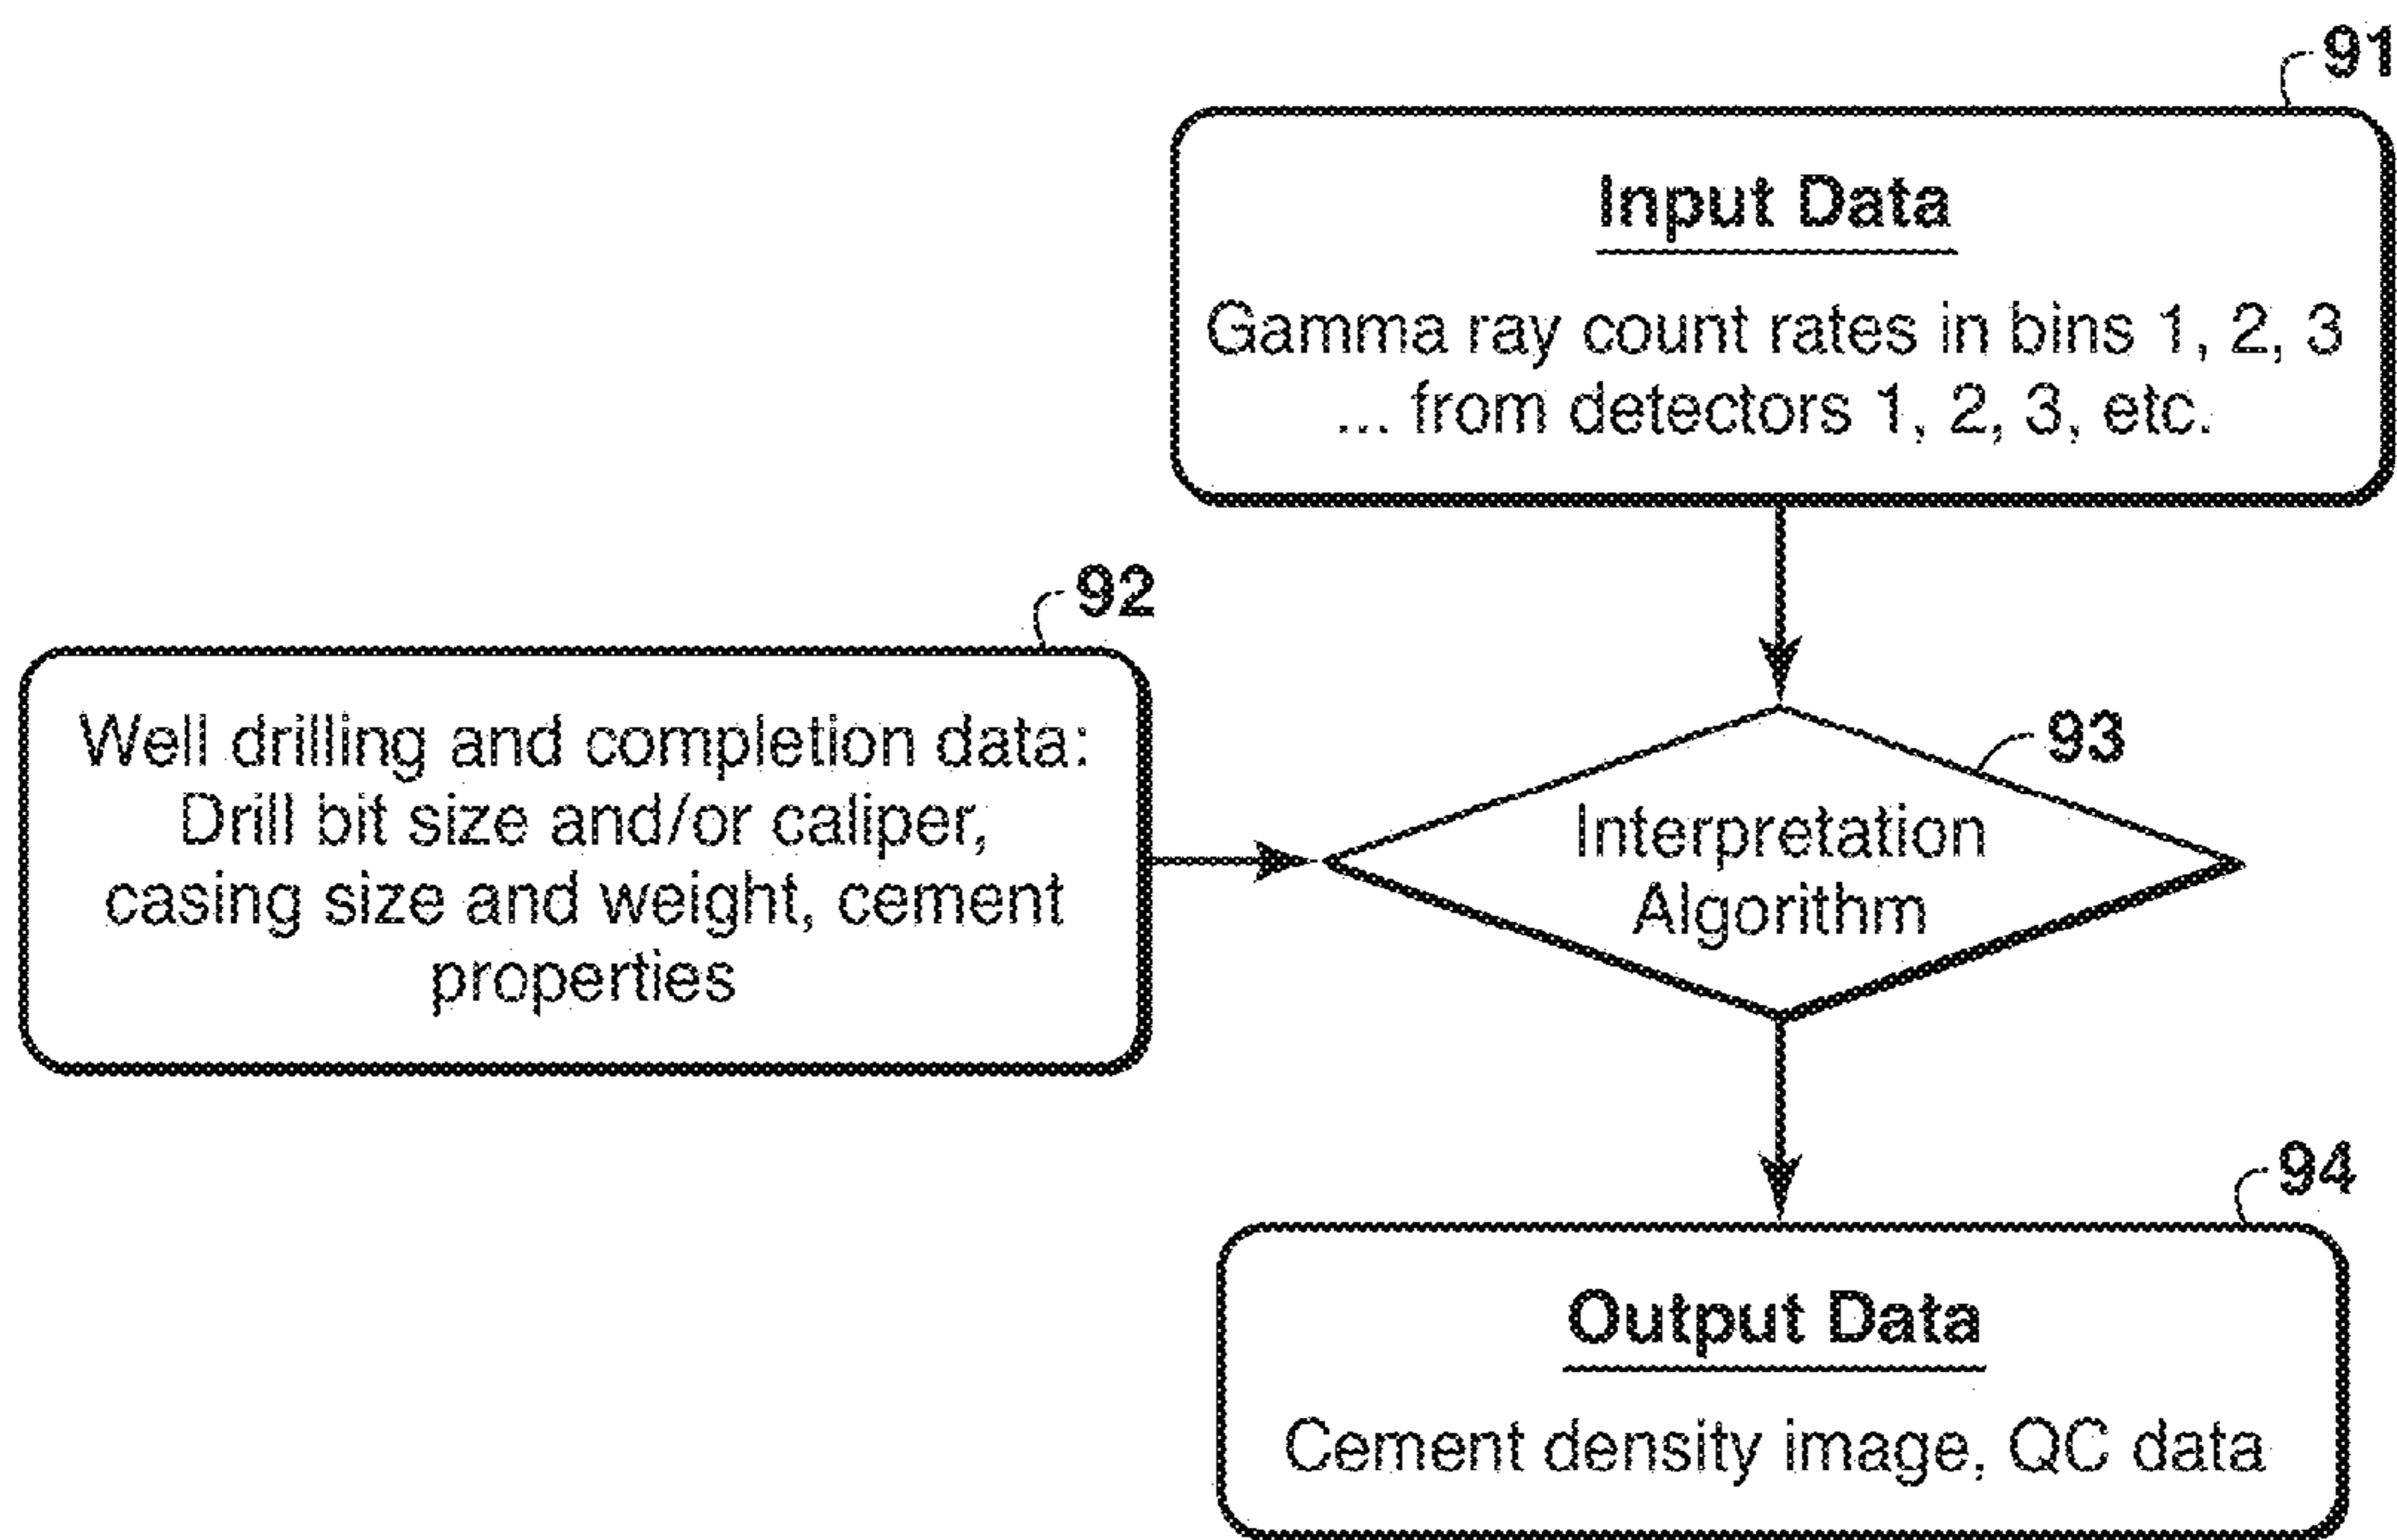 91
Input Data
Gamma ray count rates in bins 1, 2, 3
... from detectors 1, 2, 3, etc.
92
Well drilling and completion data:
Drill bit size and/or caliper,
casing size and weight, cement
properties
93
Interpretation
Algorithm
94
Output Data
Cement density image, QC data